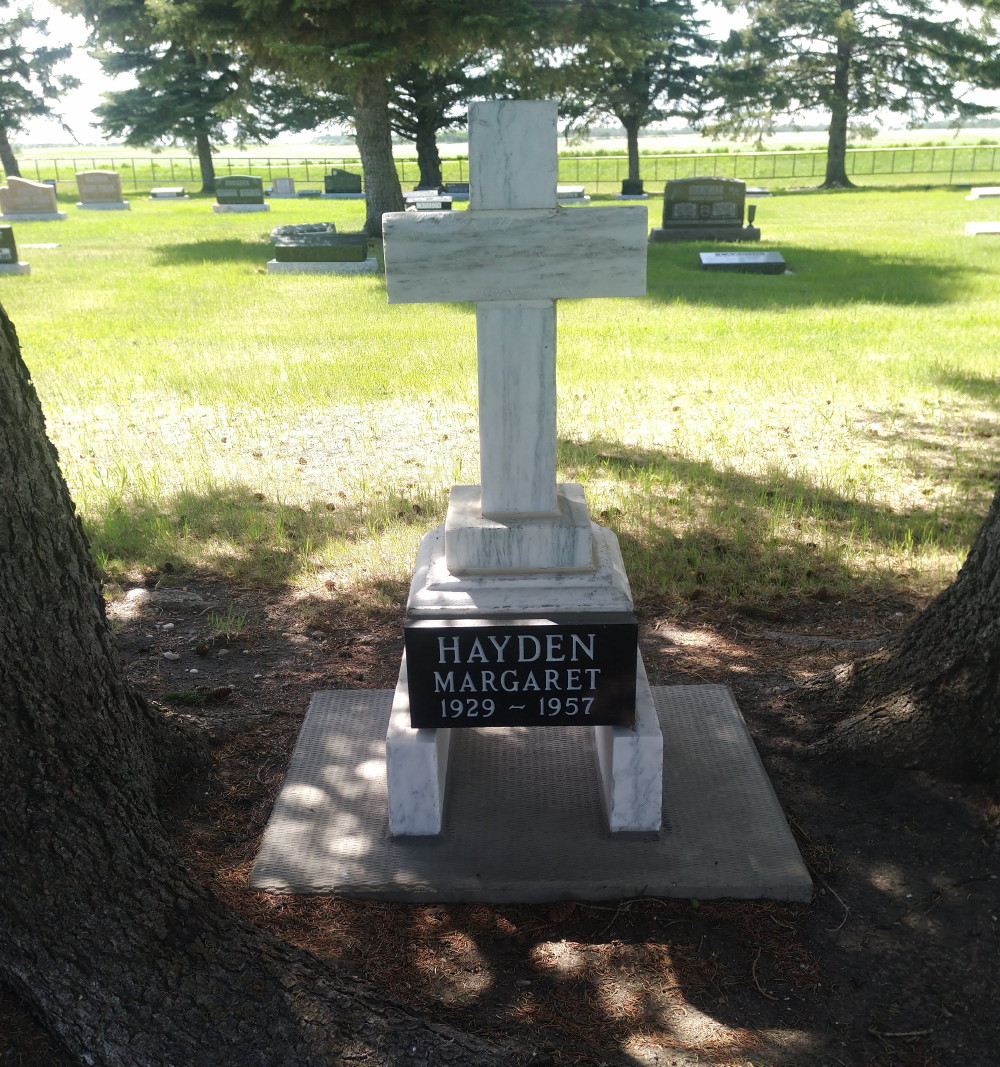 HAYDEN
MARGARET
1929 ~ 1957